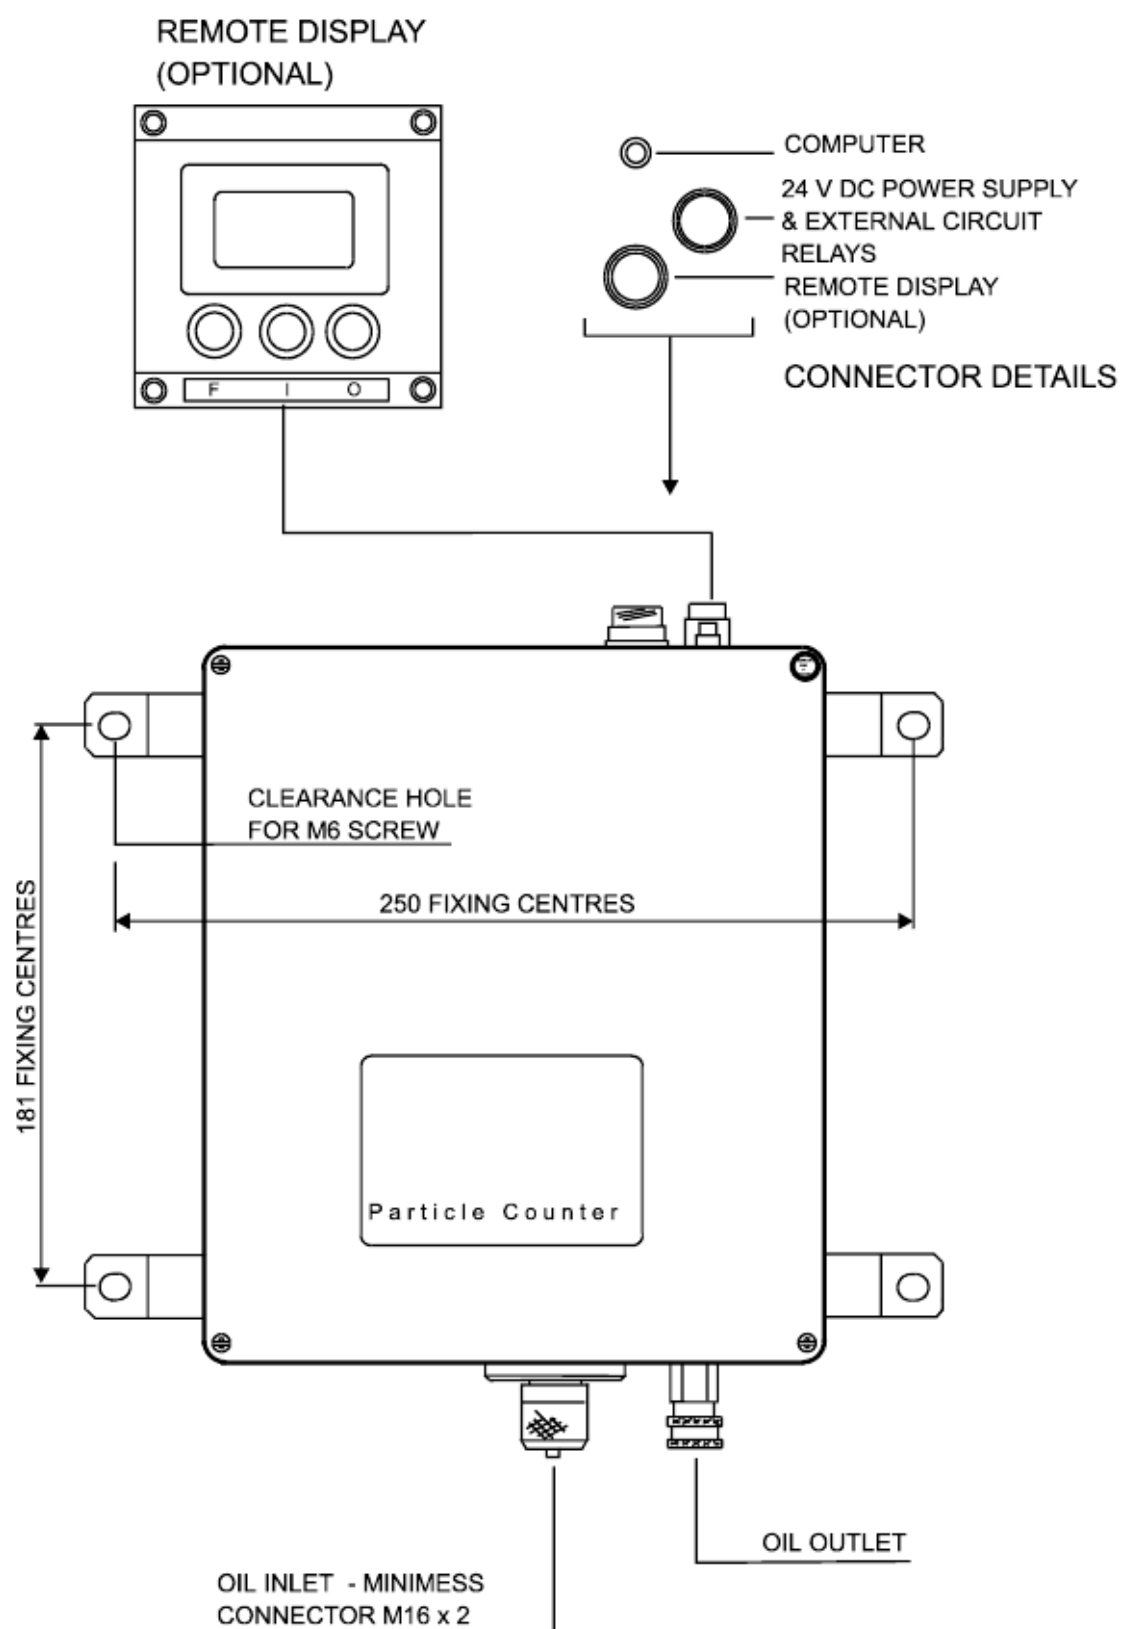 REMOTE DISPLAY
(OPTIONAL)
COMPUTER
24 V DC POWER SUPPLY
& EXTERNAL CIRCUIT
RELAYS
REMOTE DISPLAY
(OPTIONAL)
CONNECTOR DETAILS
F I O
CLEARANCE HOLE
FOR M6 SCREW
250 FIXING CENTRES
181 FIXING CENTRES
Particle Counter
OIL OUTLET
OIL INLET - MINIMESS
CONNECTOR M16 x 2